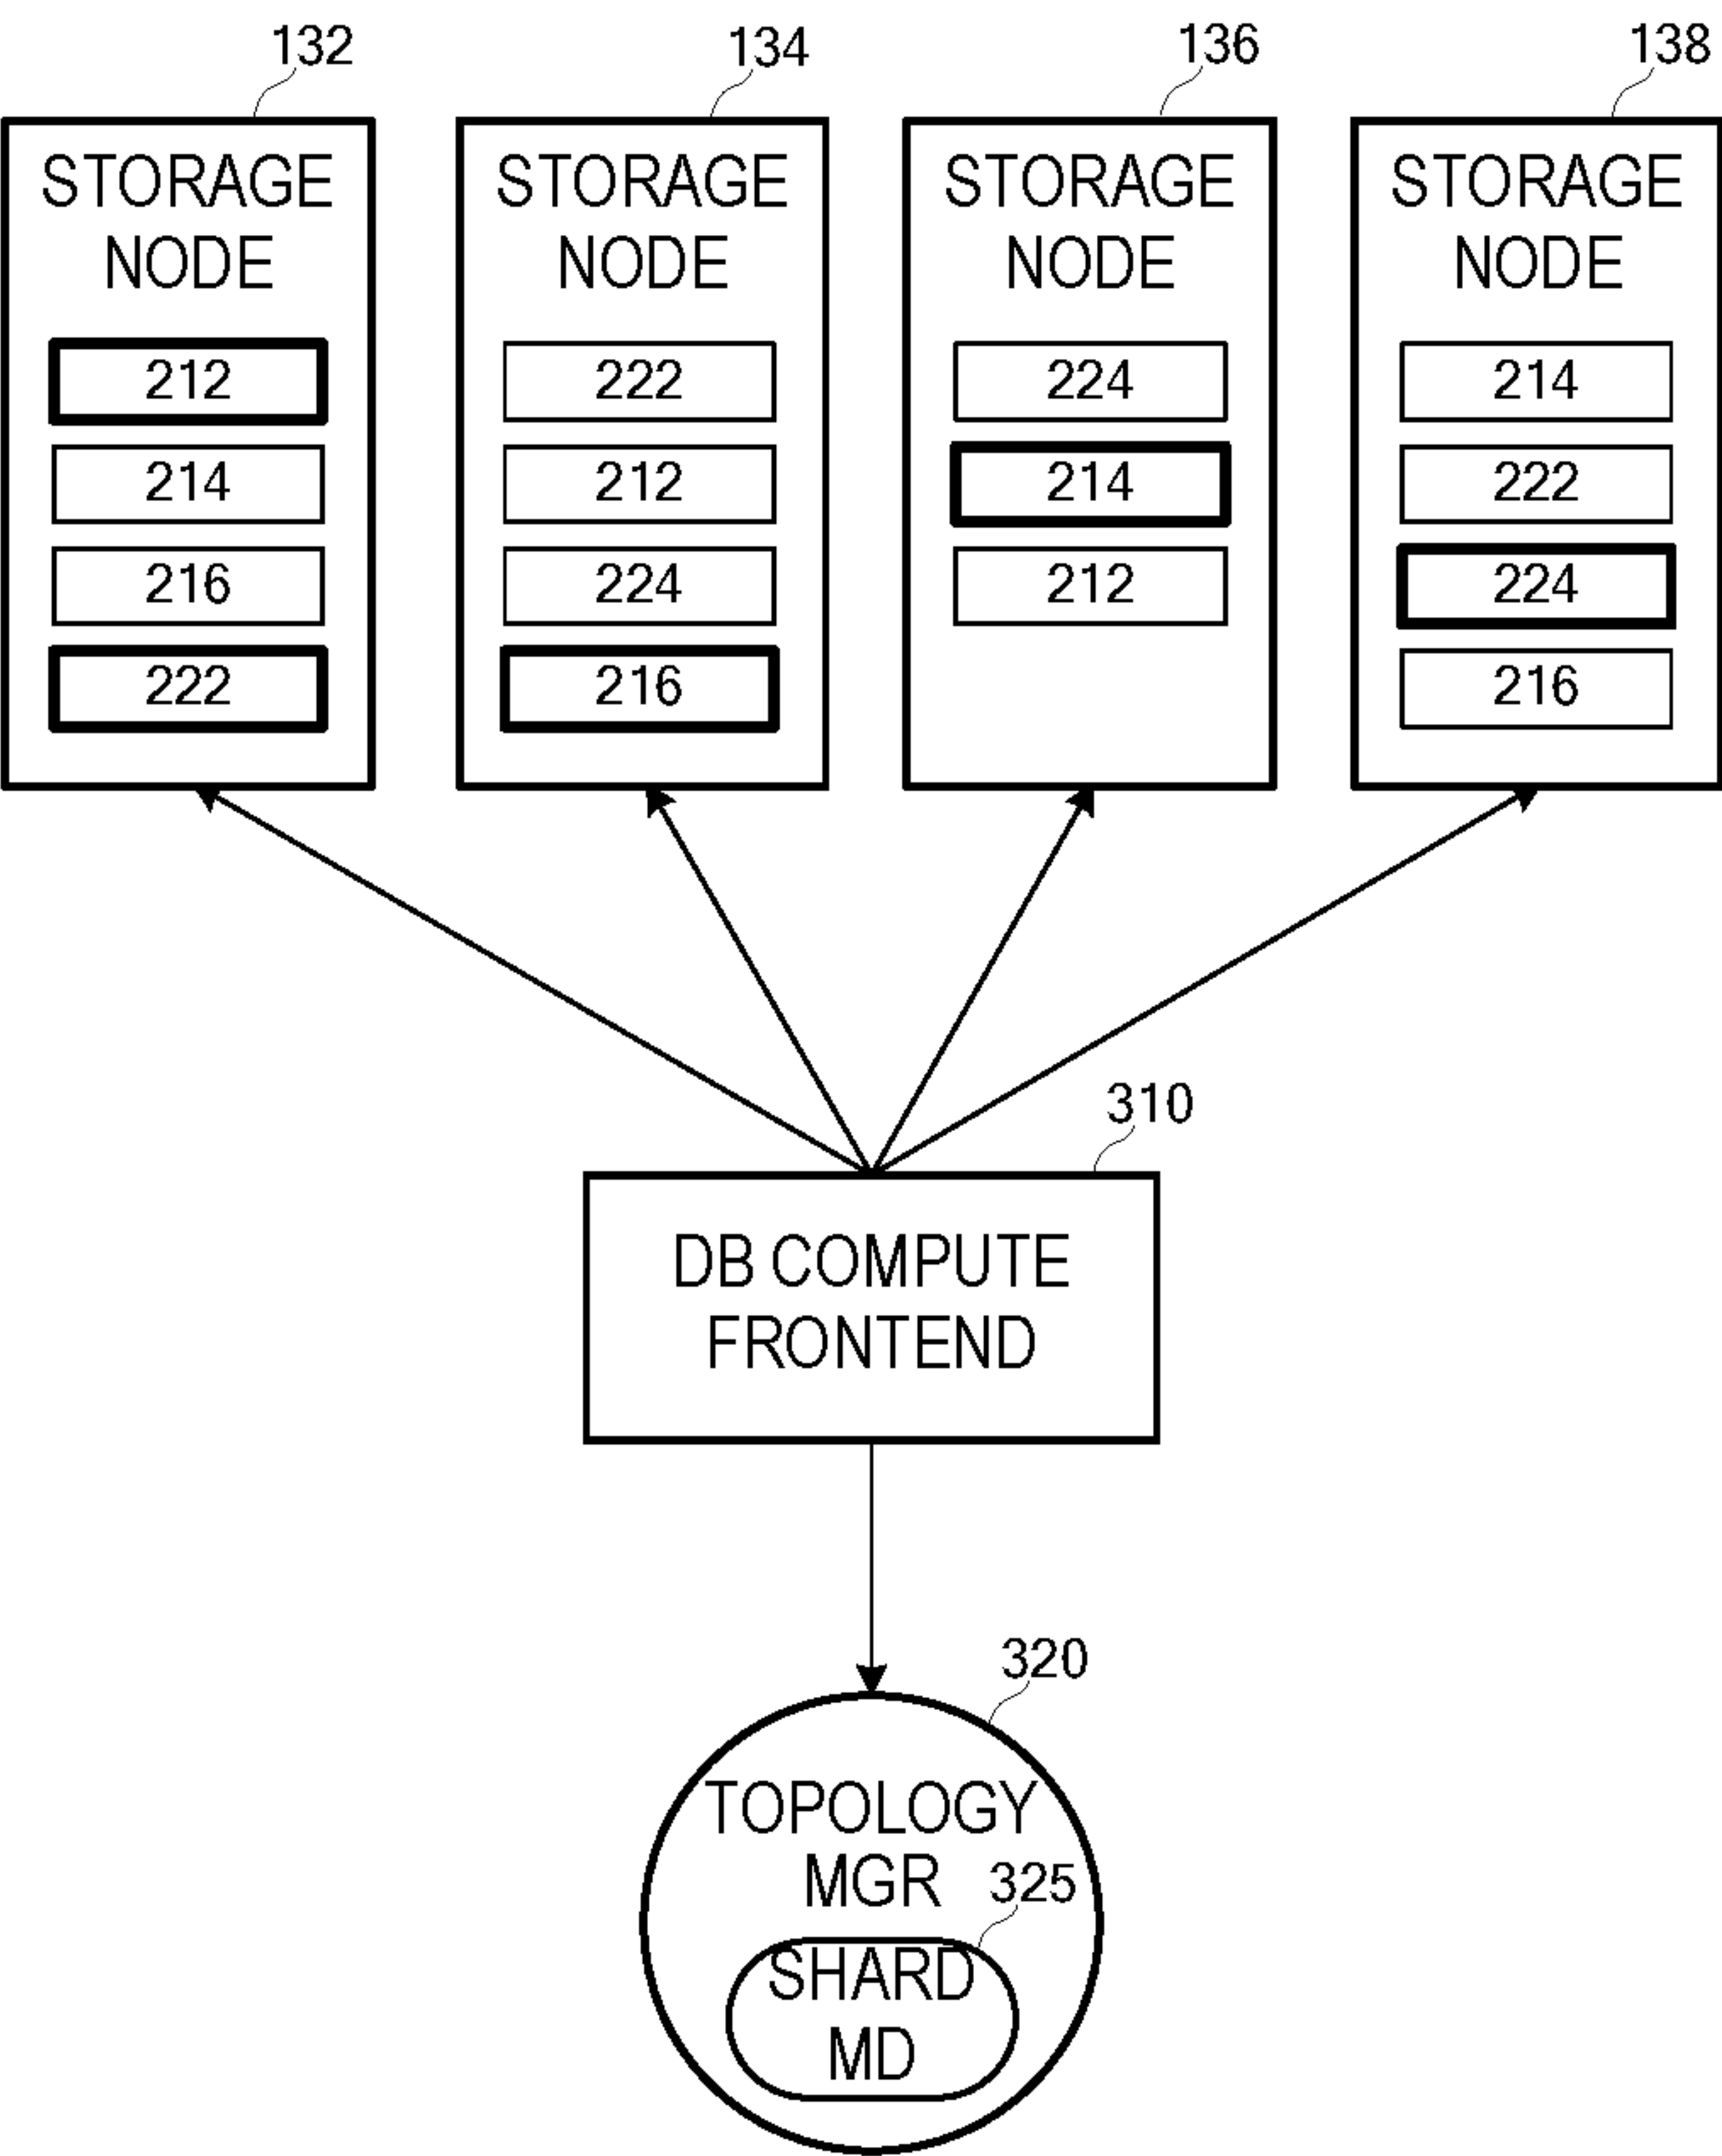 132
134
136
138
STORAGE
NODE
212
214
216
222
STORAGE
NODE
222
212
224
216
STORAGE
NODE
224
214
212
STORAGE
NODE
214
222
224
216
310
DB COMPUTE
FRONTEND
320
TOPOLOGY
MGR
325
SHARD
MD